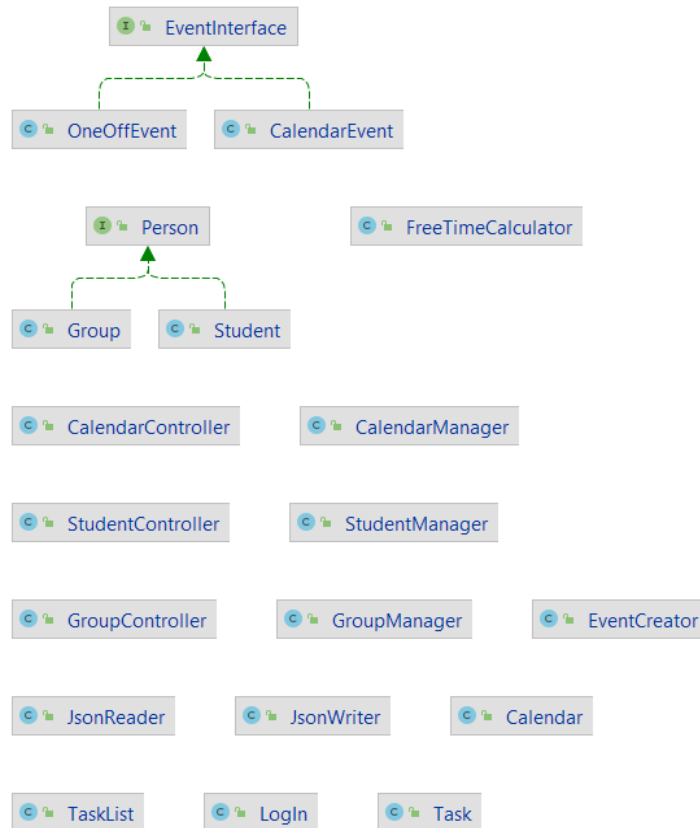 I EventInterface
C OneOffEvent C CalendarEvent
I Person C FreeTimeCalculator
C Group C Student
C CalendarController C CalendarManager
C StudentController C StudentManager
C GroupController C GroupManager C EventCreator
C JsonReader C JsonWriter C Calendar
C TaskList C LogIn C Task